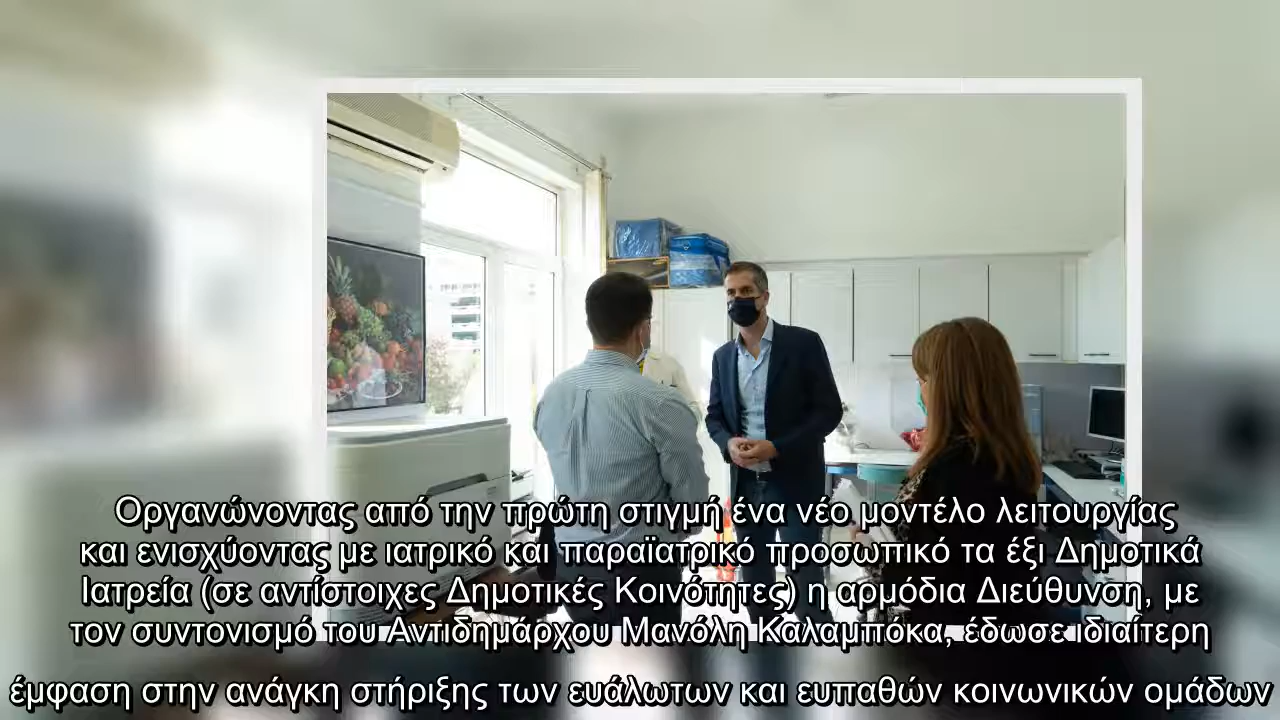 Οργανώνοντας από την πρώτη στιγμή ένα νέο μοντέλο λειτουργίας
και ενισχύοντας με ιατρικό και παραϊατρικό προσωπικό τα έξι Δημοτικά
Ιατρεία (σε αντίστοιχες Δημοτικές Κοινότητες) η αρμόδια Διεύθυνση, με
τον συντονισμό του Αντιδημάρχου Μανόλη Καλαμπόκα, έδωσε ιδιαίτερη
έμφαση στην ανάγκη στήριξης των ευάλωτων και ευπαθών κοινωνικών ομάδων